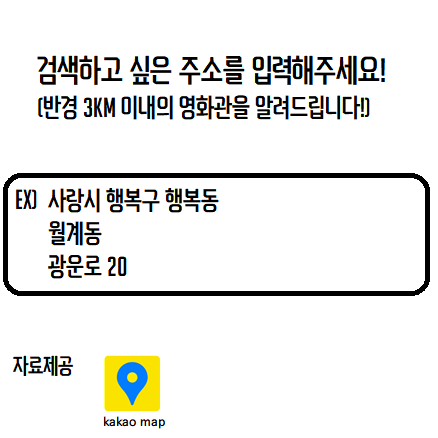 검색하고 싶은 주소를 입력해주세요!
(반경 3KM 이내의 영화관을 알려드립니다!)
EX) 사랑시 행복구 행복동
월계동
광운로 20
자료제공
kakao map